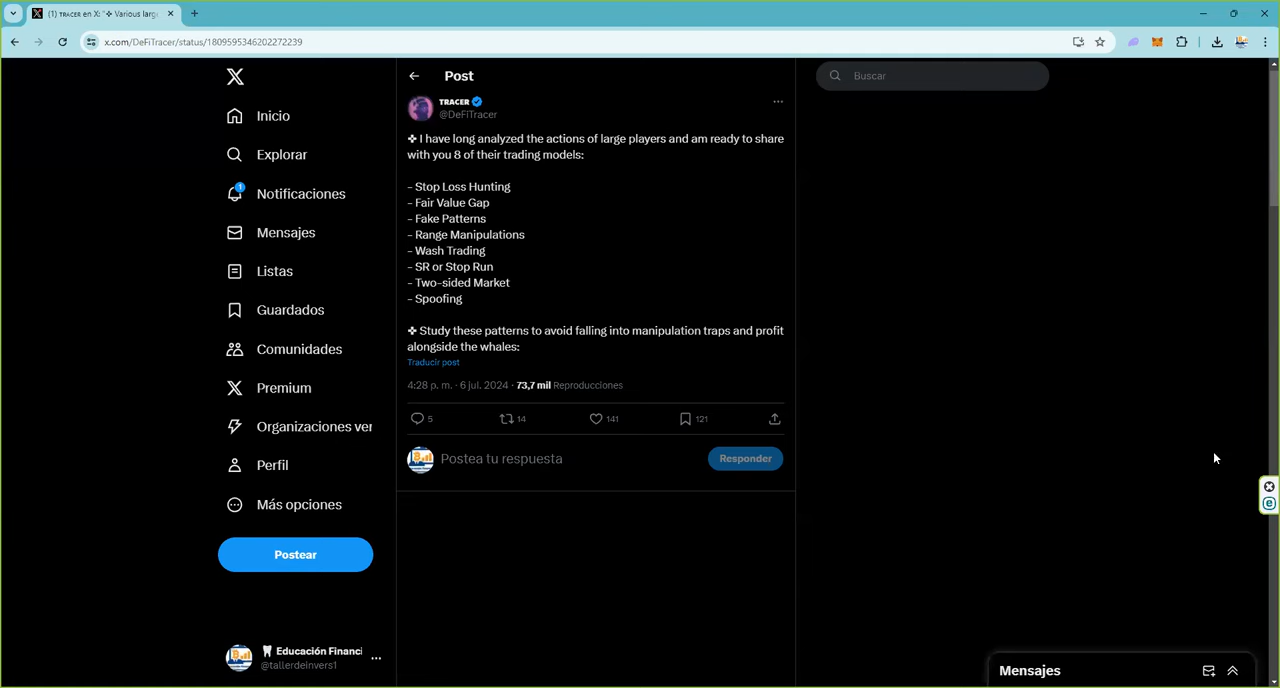 (1) TRACER en X: "✤ Various larg
x.com/DeFiTracer/status/1809595346202272239
Inicio
Explorar
1
Notificaciones
Mensajes
Listas
Guardados
Comunidades
Premium
Organizaciones ver
Perfil
Más opciones
Postear
Educación Financi
@tallerdeinvers1
Post
TRACER
@DeFiTracer
✤ I have long analyzed the actions of large players and am ready to share
with you 8 of their trading models:
- Stop Loss Hunting
- Fair Value Gap
- Fake Patterns
- Range Manipulations
- Wash Trading
- SR or Stop Run
- Two-sided Market
- Spoofing
✤ Study these patterns to avoid falling into manipulation traps and profit
alongside the whales:
Traducir post
4:28 p. m. · 6 jul. 2024 · 73,7 mil Reproducciones
5 14 141 121
Postea tu respuesta
Responder
Buscar
Mensajes